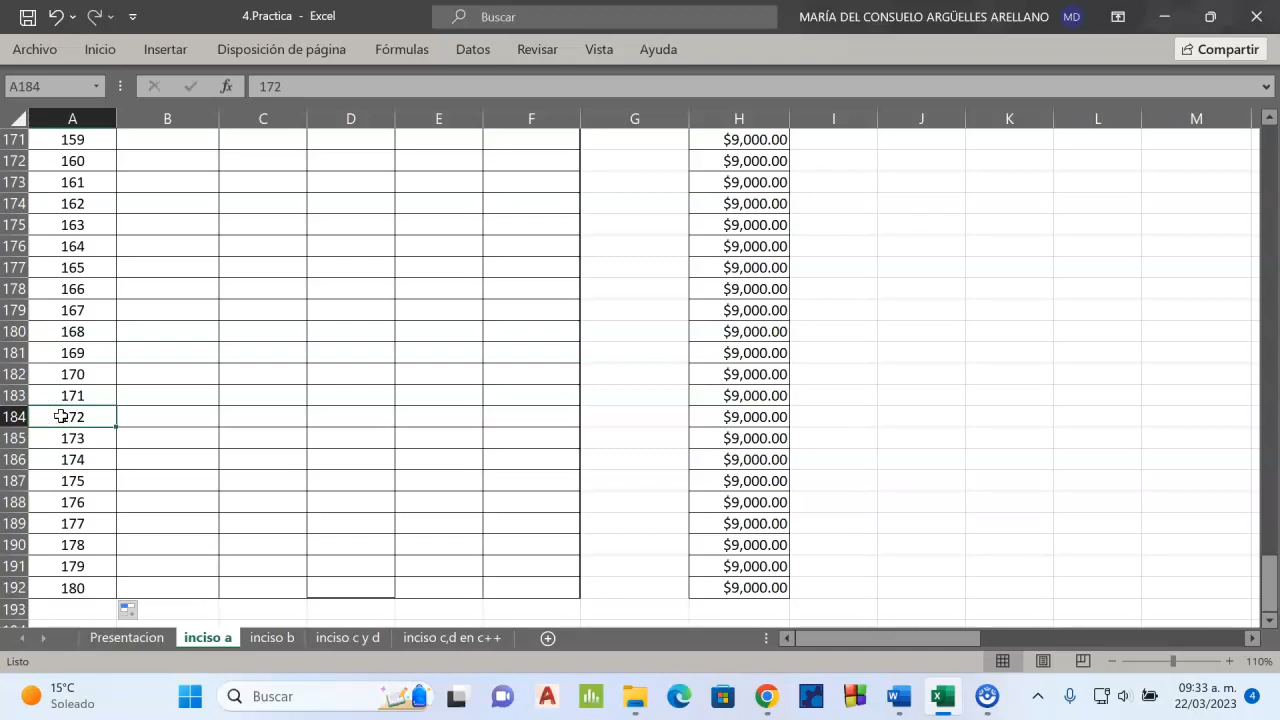 4.Practica - Excel
Buscar
MARÍA DEL CONSUELO ARGÜELLES ARELLANO MD
Archivo Inicio Insertar Disposición de página Fórmulas Datos Revisar Vista Ayuda Compartir
A184 fx 172
A B C D E F G H I J K L M
171 159 $9,000.00
172 160 $9,000.00
173 161 $9,000.00
174 162 $9,000.00
175 163 $9,000.00
176 164 $9,000.00
177 165 $9,000.00
178 166 $9,000.00
179 167 $9,000.00
180 168 $9,000.00
181 169 $9,000.00
182 170 $9,000.00
183 171 $9,000.00
184 172 $9,000.00
185 173 $9,000.00
186 174 $9,000.00
187 175 $9,000.00
188 176 $9,000.00
189 177 $9,000.00
190 178 $9,000.00
191 179 $9,000.00
192 180 $9,000.00
193
Presentacion inciso a inciso b inciso c y d inciso c,d en c++
Listo 110%
15°C
Soleado
Buscar
09:33 a. m.
22/03/2023
4